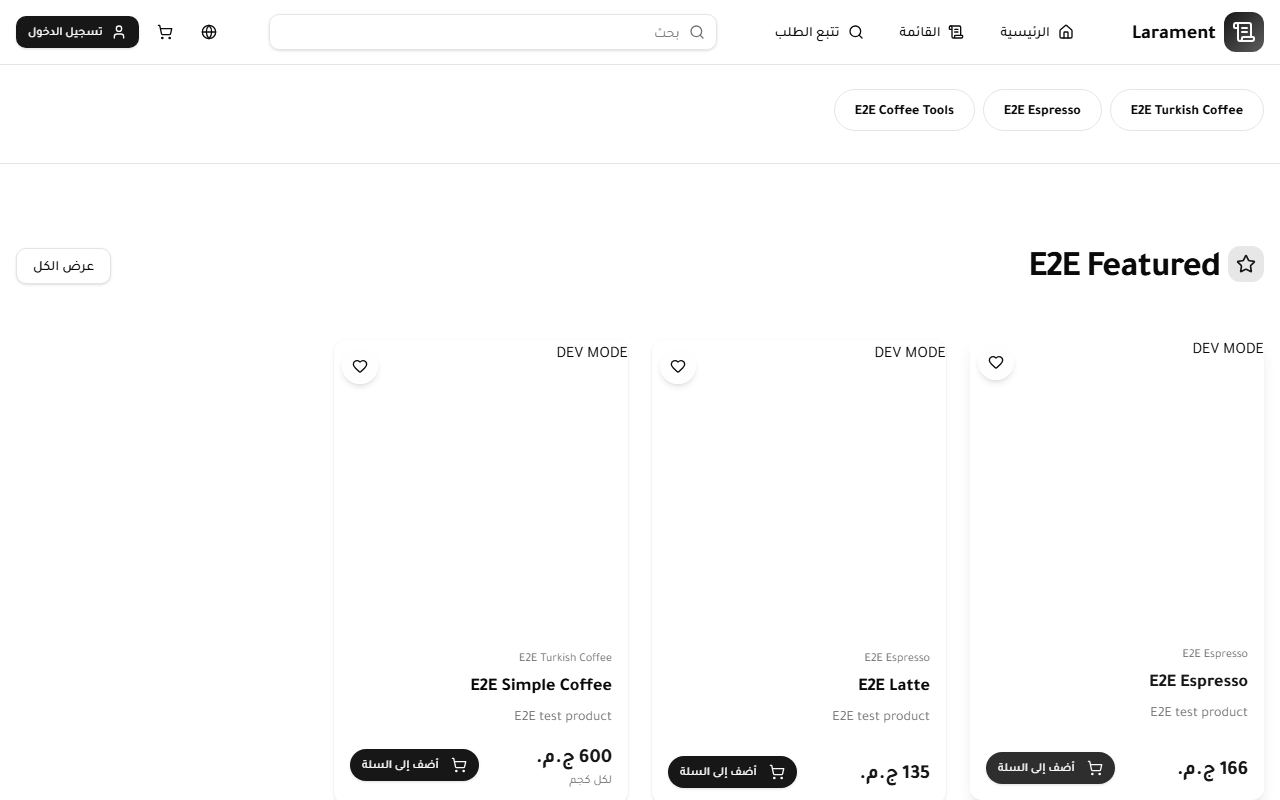 Larament
الرئيسية
القائمة
تتبع الطلب
بحث
تسجيل الدخول
E2E Turkish Coffee
E2E Espresso
E2E Coffee Tools
E2E Featured
عرض الكل
DEV MODE
E2E Espresso
E2E Espresso
E2E test product
166 ج.م.
أضف إلى السلة
DEV MODE
E2E Espresso
E2E Latte
E2E test product
135 ج.م.
أضف إلى السلة
DEV MODE
E2E Turkish Coffee
E2E Simple Coffee
E2E test product
600 ج.م.
لكل كجم
أضف إلى السلة